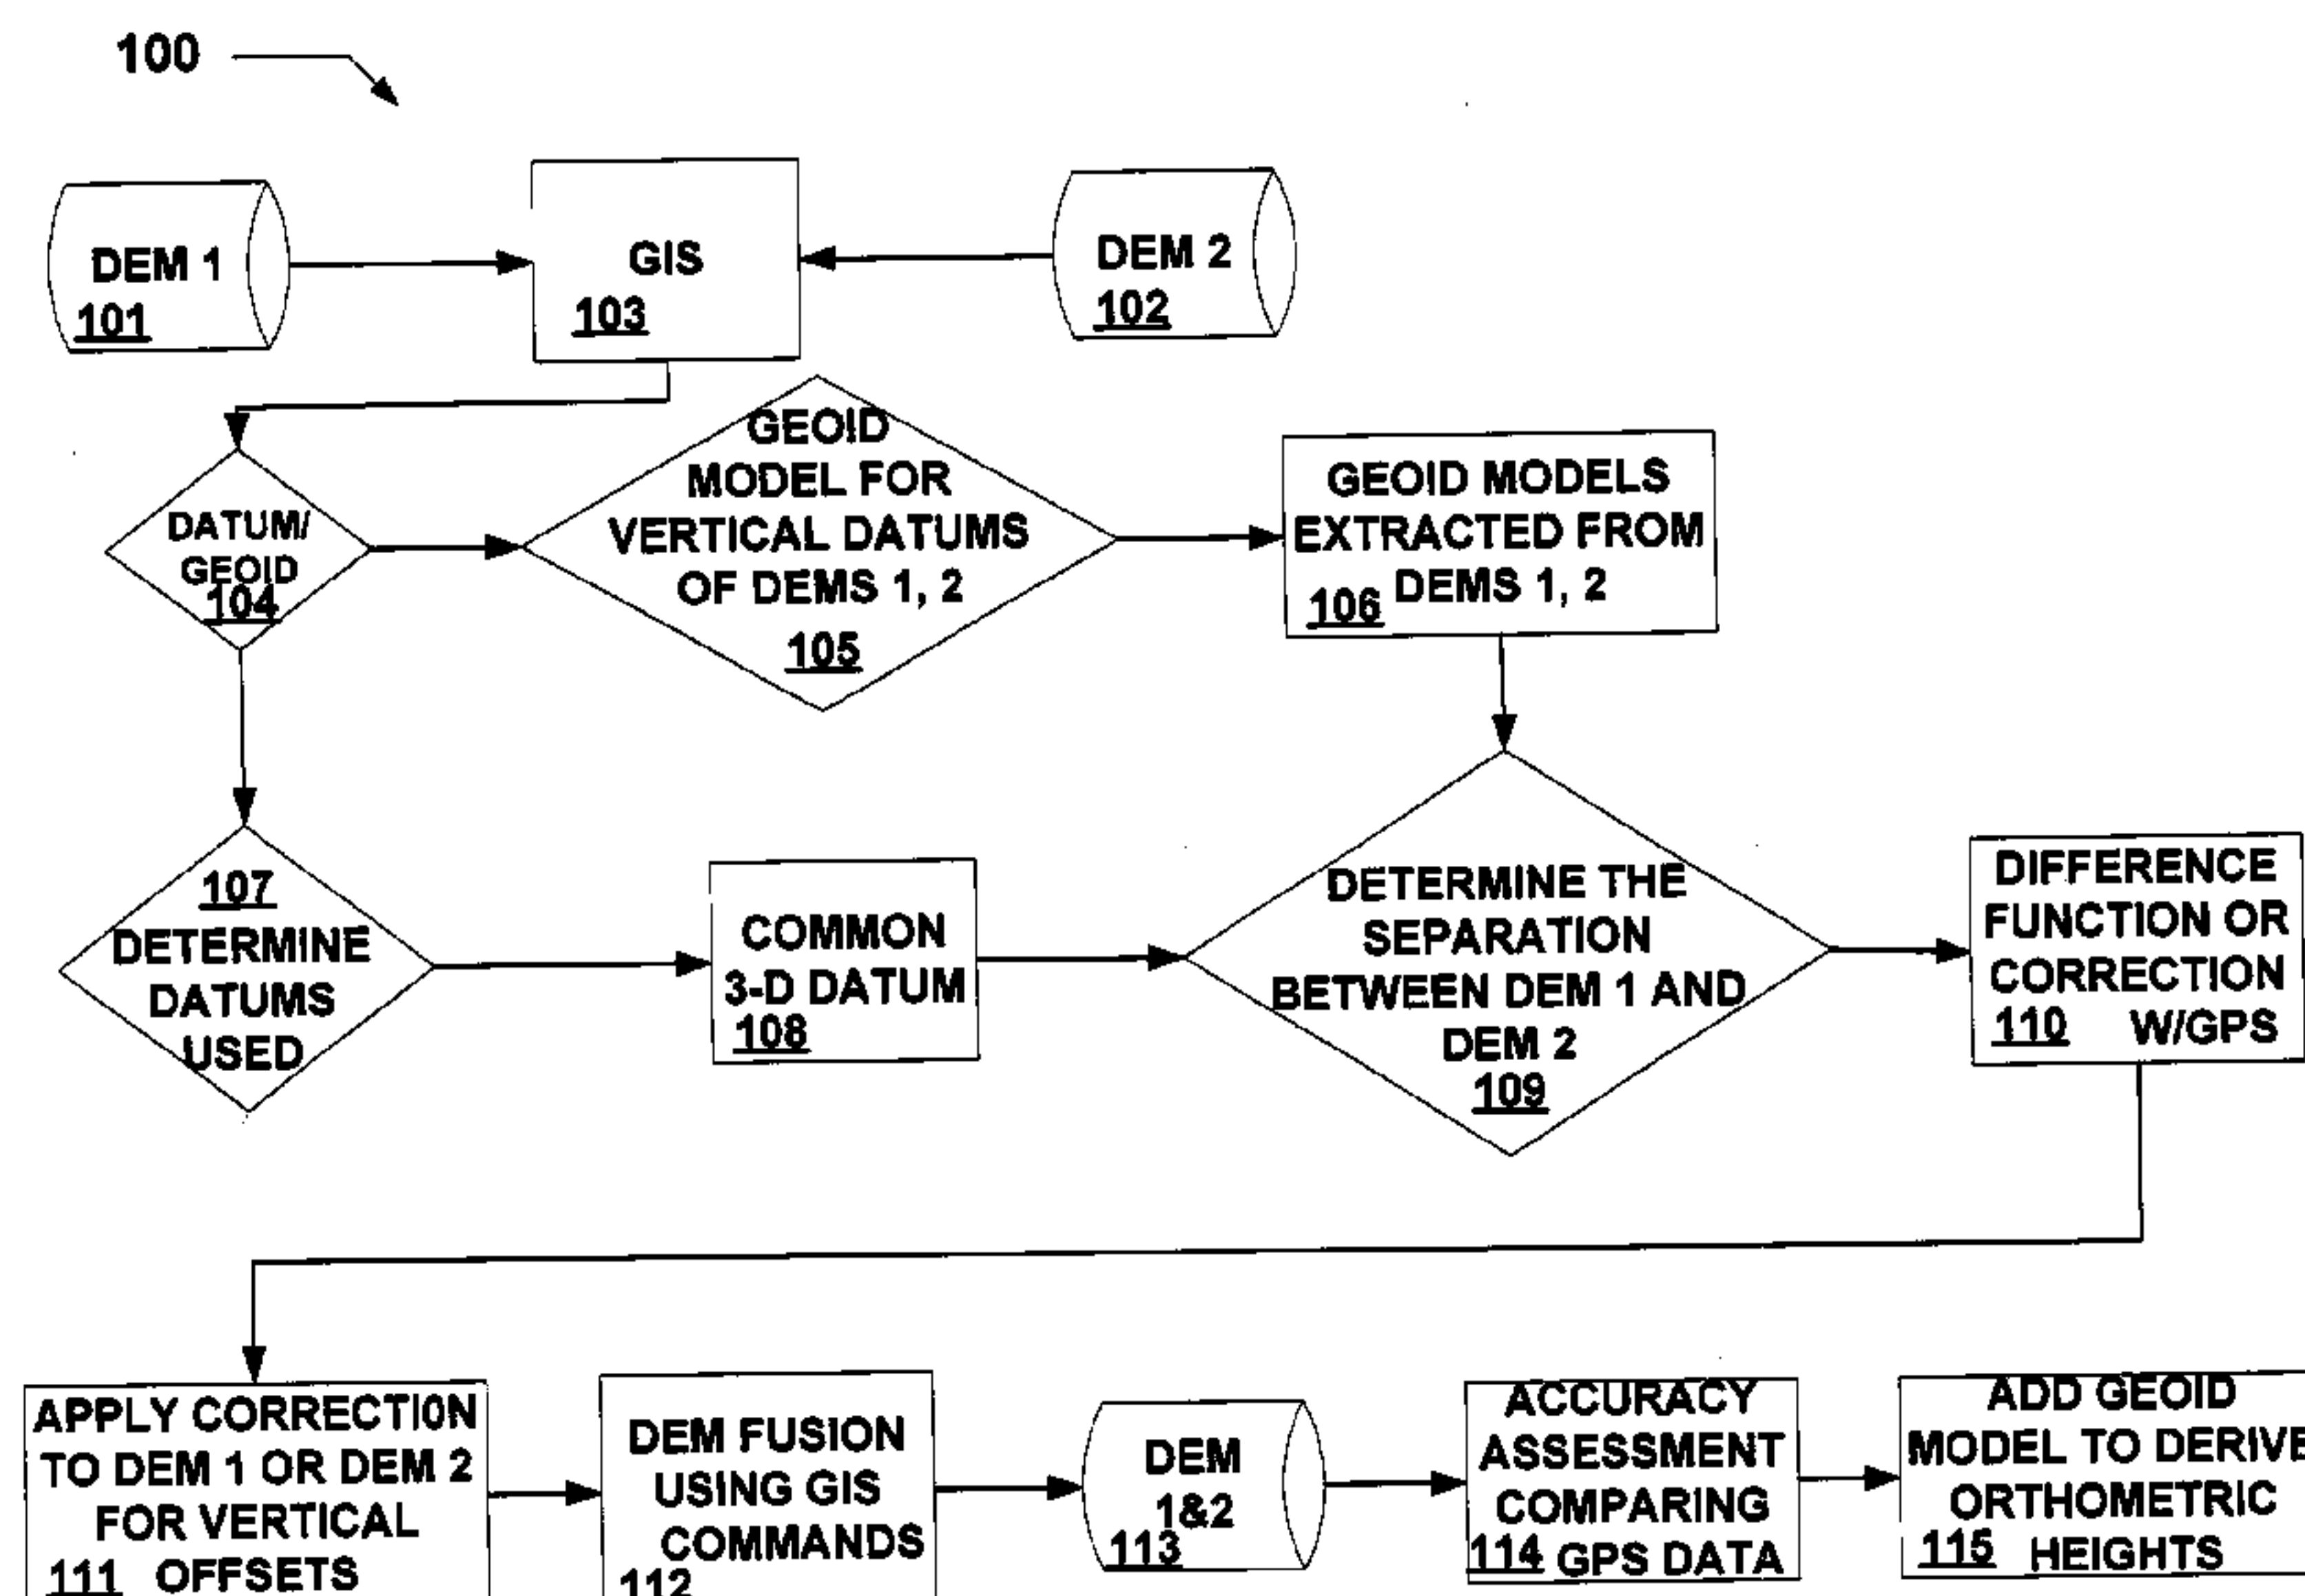 100
DEM 1
101
GIS
103
DEM 2
102
DATUM/
GEOID
104
GEOID
MODEL FOR
VERTICAL DATUMS
OF DEMS 1, 2
105
GEOID MODELS
EXTRACTED FROM
106 DEMS 1, 2
107
DETERMINE
DATUMS
USED
COMMON
3-D DATUM
108
DETERMINE THE
SEPARATION
BETWEEN DEM 1 AND
DEM 2
109
DIFFERENCE
FUNCTION OR
CORRECTION
110 W/GPS
APPLY CORRECTION
TO DEM 1 OR DEM 2
FOR VERTICAL
111 OFFSETS
DEM FUSION
USING GIS
COMMANDS
112
DEM
1&2
113
ACCURACY
ASSESSMENT
COMPARING
114 GPS DATA
ADD GEOID
MODEL TO DERIVE
ORTHOMETRIC
115 HEIGHTS